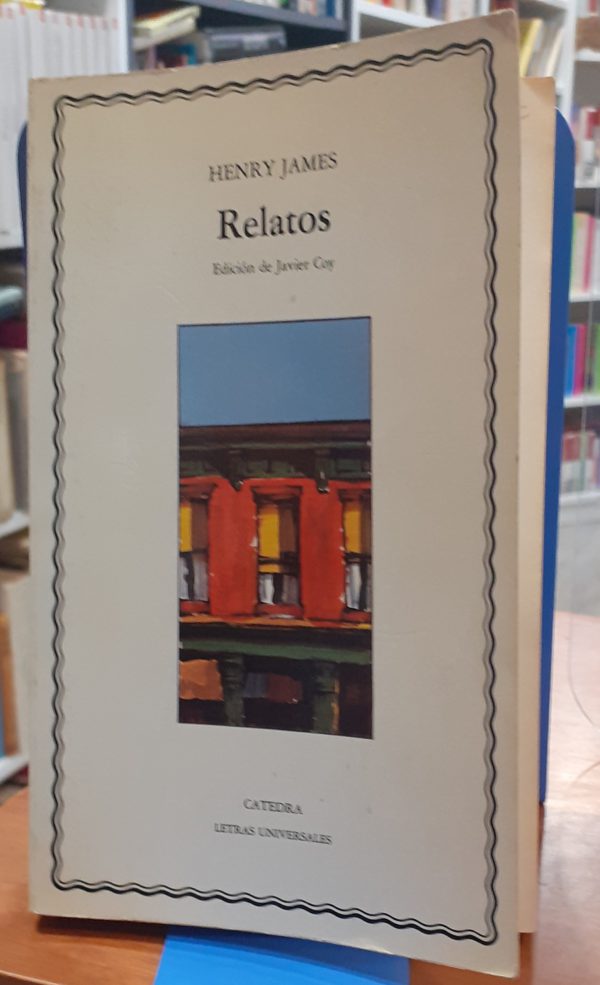 HENRY JAMES
Relatos
Edición de Javier Coy
CATEDRA
LETRAS UNIVERSALES